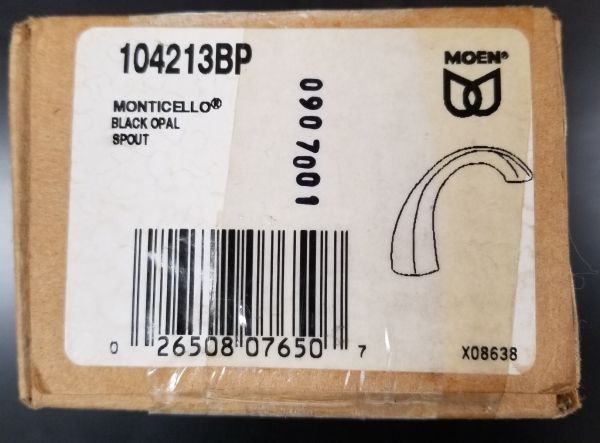 104213BP
MONTICELLO®
BLACK OPAL
SPOUT
0907001
MOEN®
0 26508 07650 7
X08638